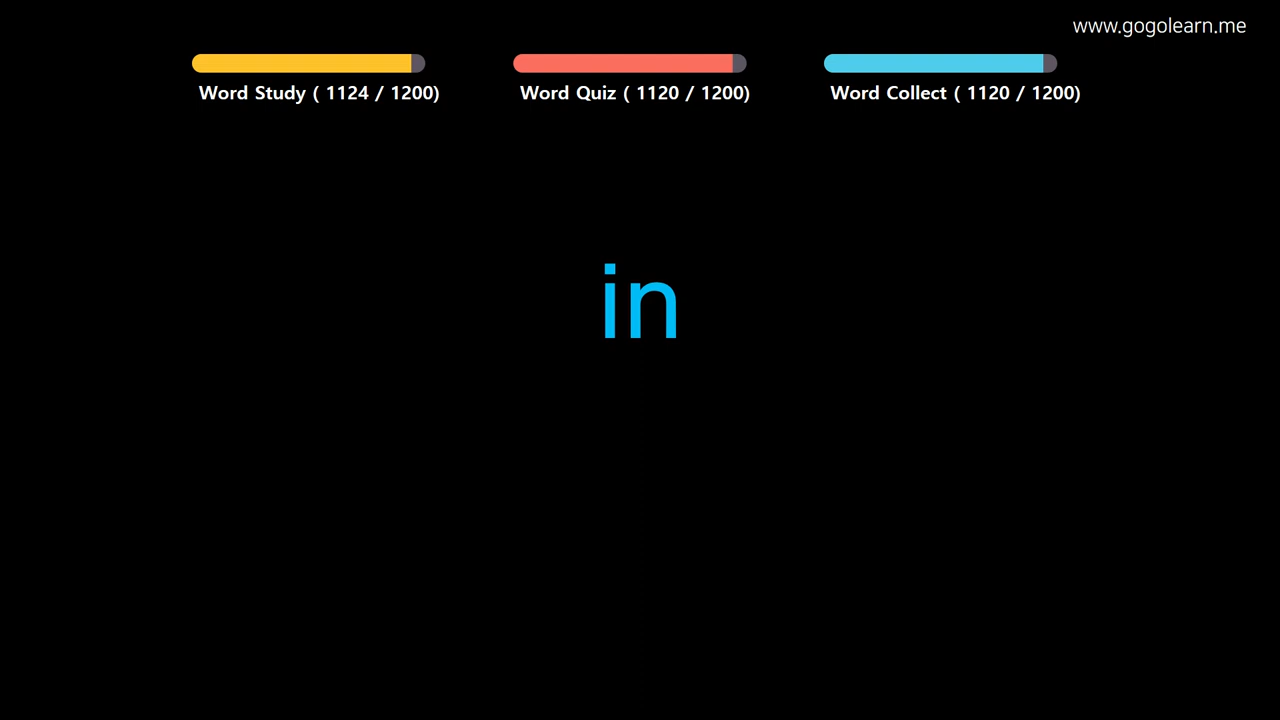 www.gogolearn.me
Word Study ( 1124 / 1200)
Word Quiz ( 1120 / 1200)
Word Collect ( 1120 / 1200)
in